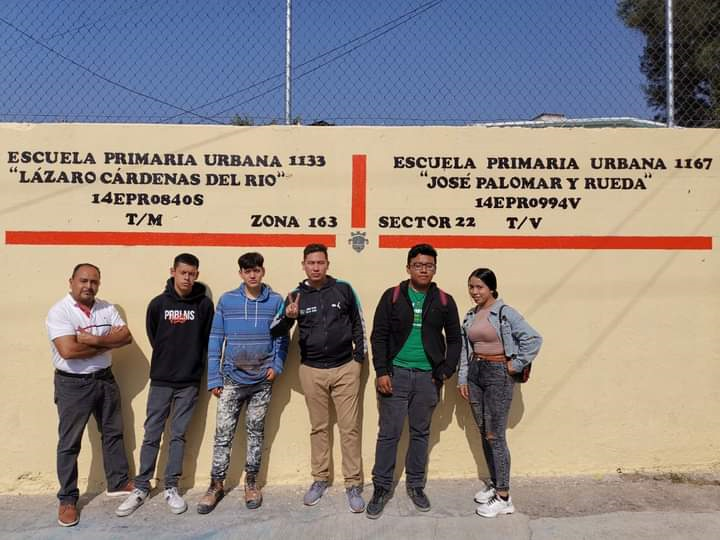 ESCUELA PRIMARIA URBANA 1133
"LÁZARO CÁRDENAS DEL RIO"
14EPR0840S
T/M ZONA 163
ESCUELA PRIMARIA URBANA 1167
"JOSÉ PALOMAR Y RUEDA"
14EPR0994V
SECTOR 22 T/V
PRBLMS